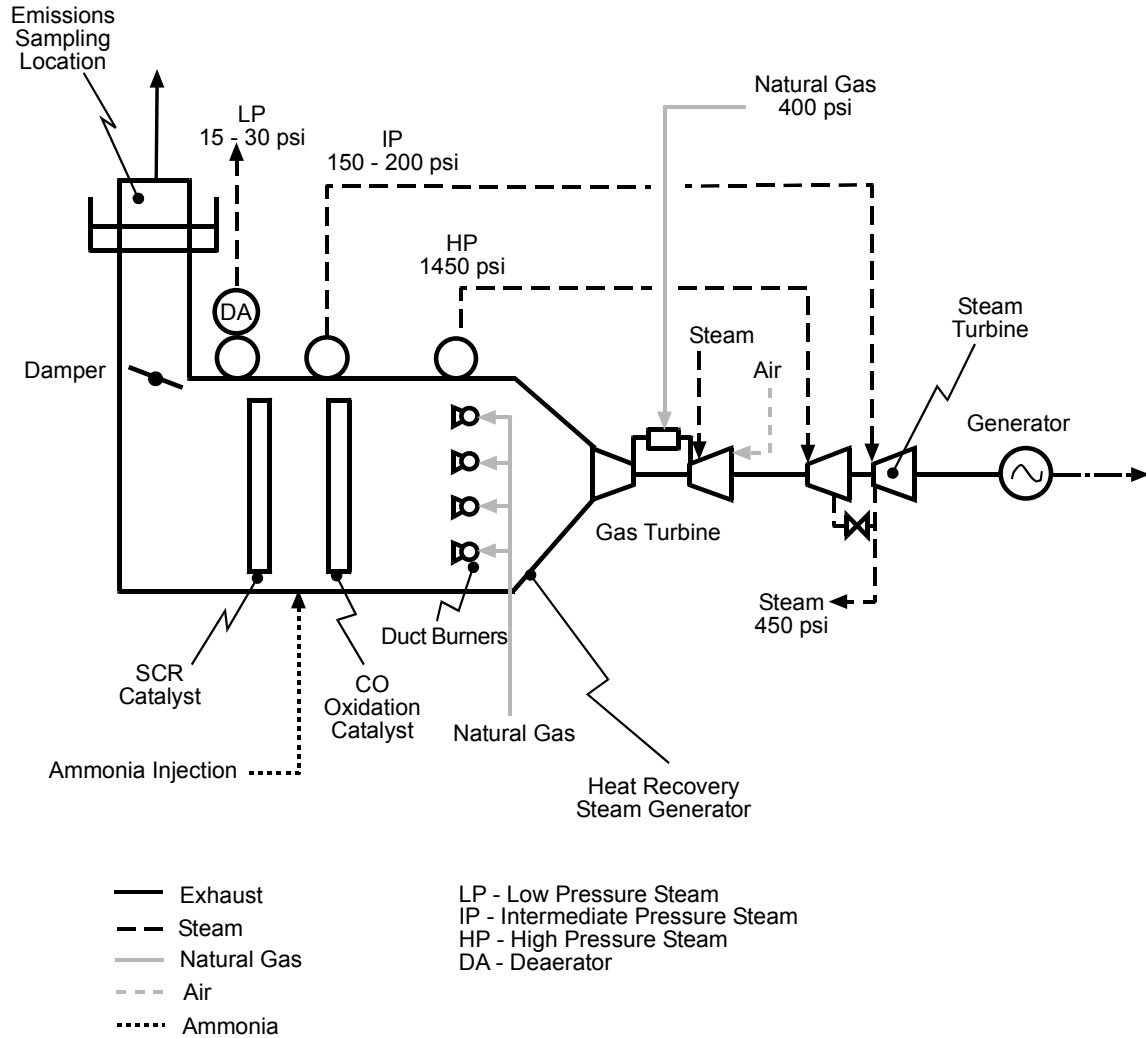 Emissions
Sampling
Location
Natural Gas
400 psi
LP
15 - 30 psi
IP
150 - 200 psi
HP
1450 psi
DA
Steam
Steam
Turbine
Air
Damper
Generator
Gas Turbine
Steam
450 psi
Duct Burners
SCR
Catalyst
CO
Oxidation
Catalyst
Natural Gas
Ammonia Injection
Heat Recovery
Steam Generator
Exhaust
Steam
Natural Gas
Air
Ammonia
LP - Low Pressure Steam
IP - Intermediate Pressure Steam
HP - High Pressure Steam
DA - Deaerator